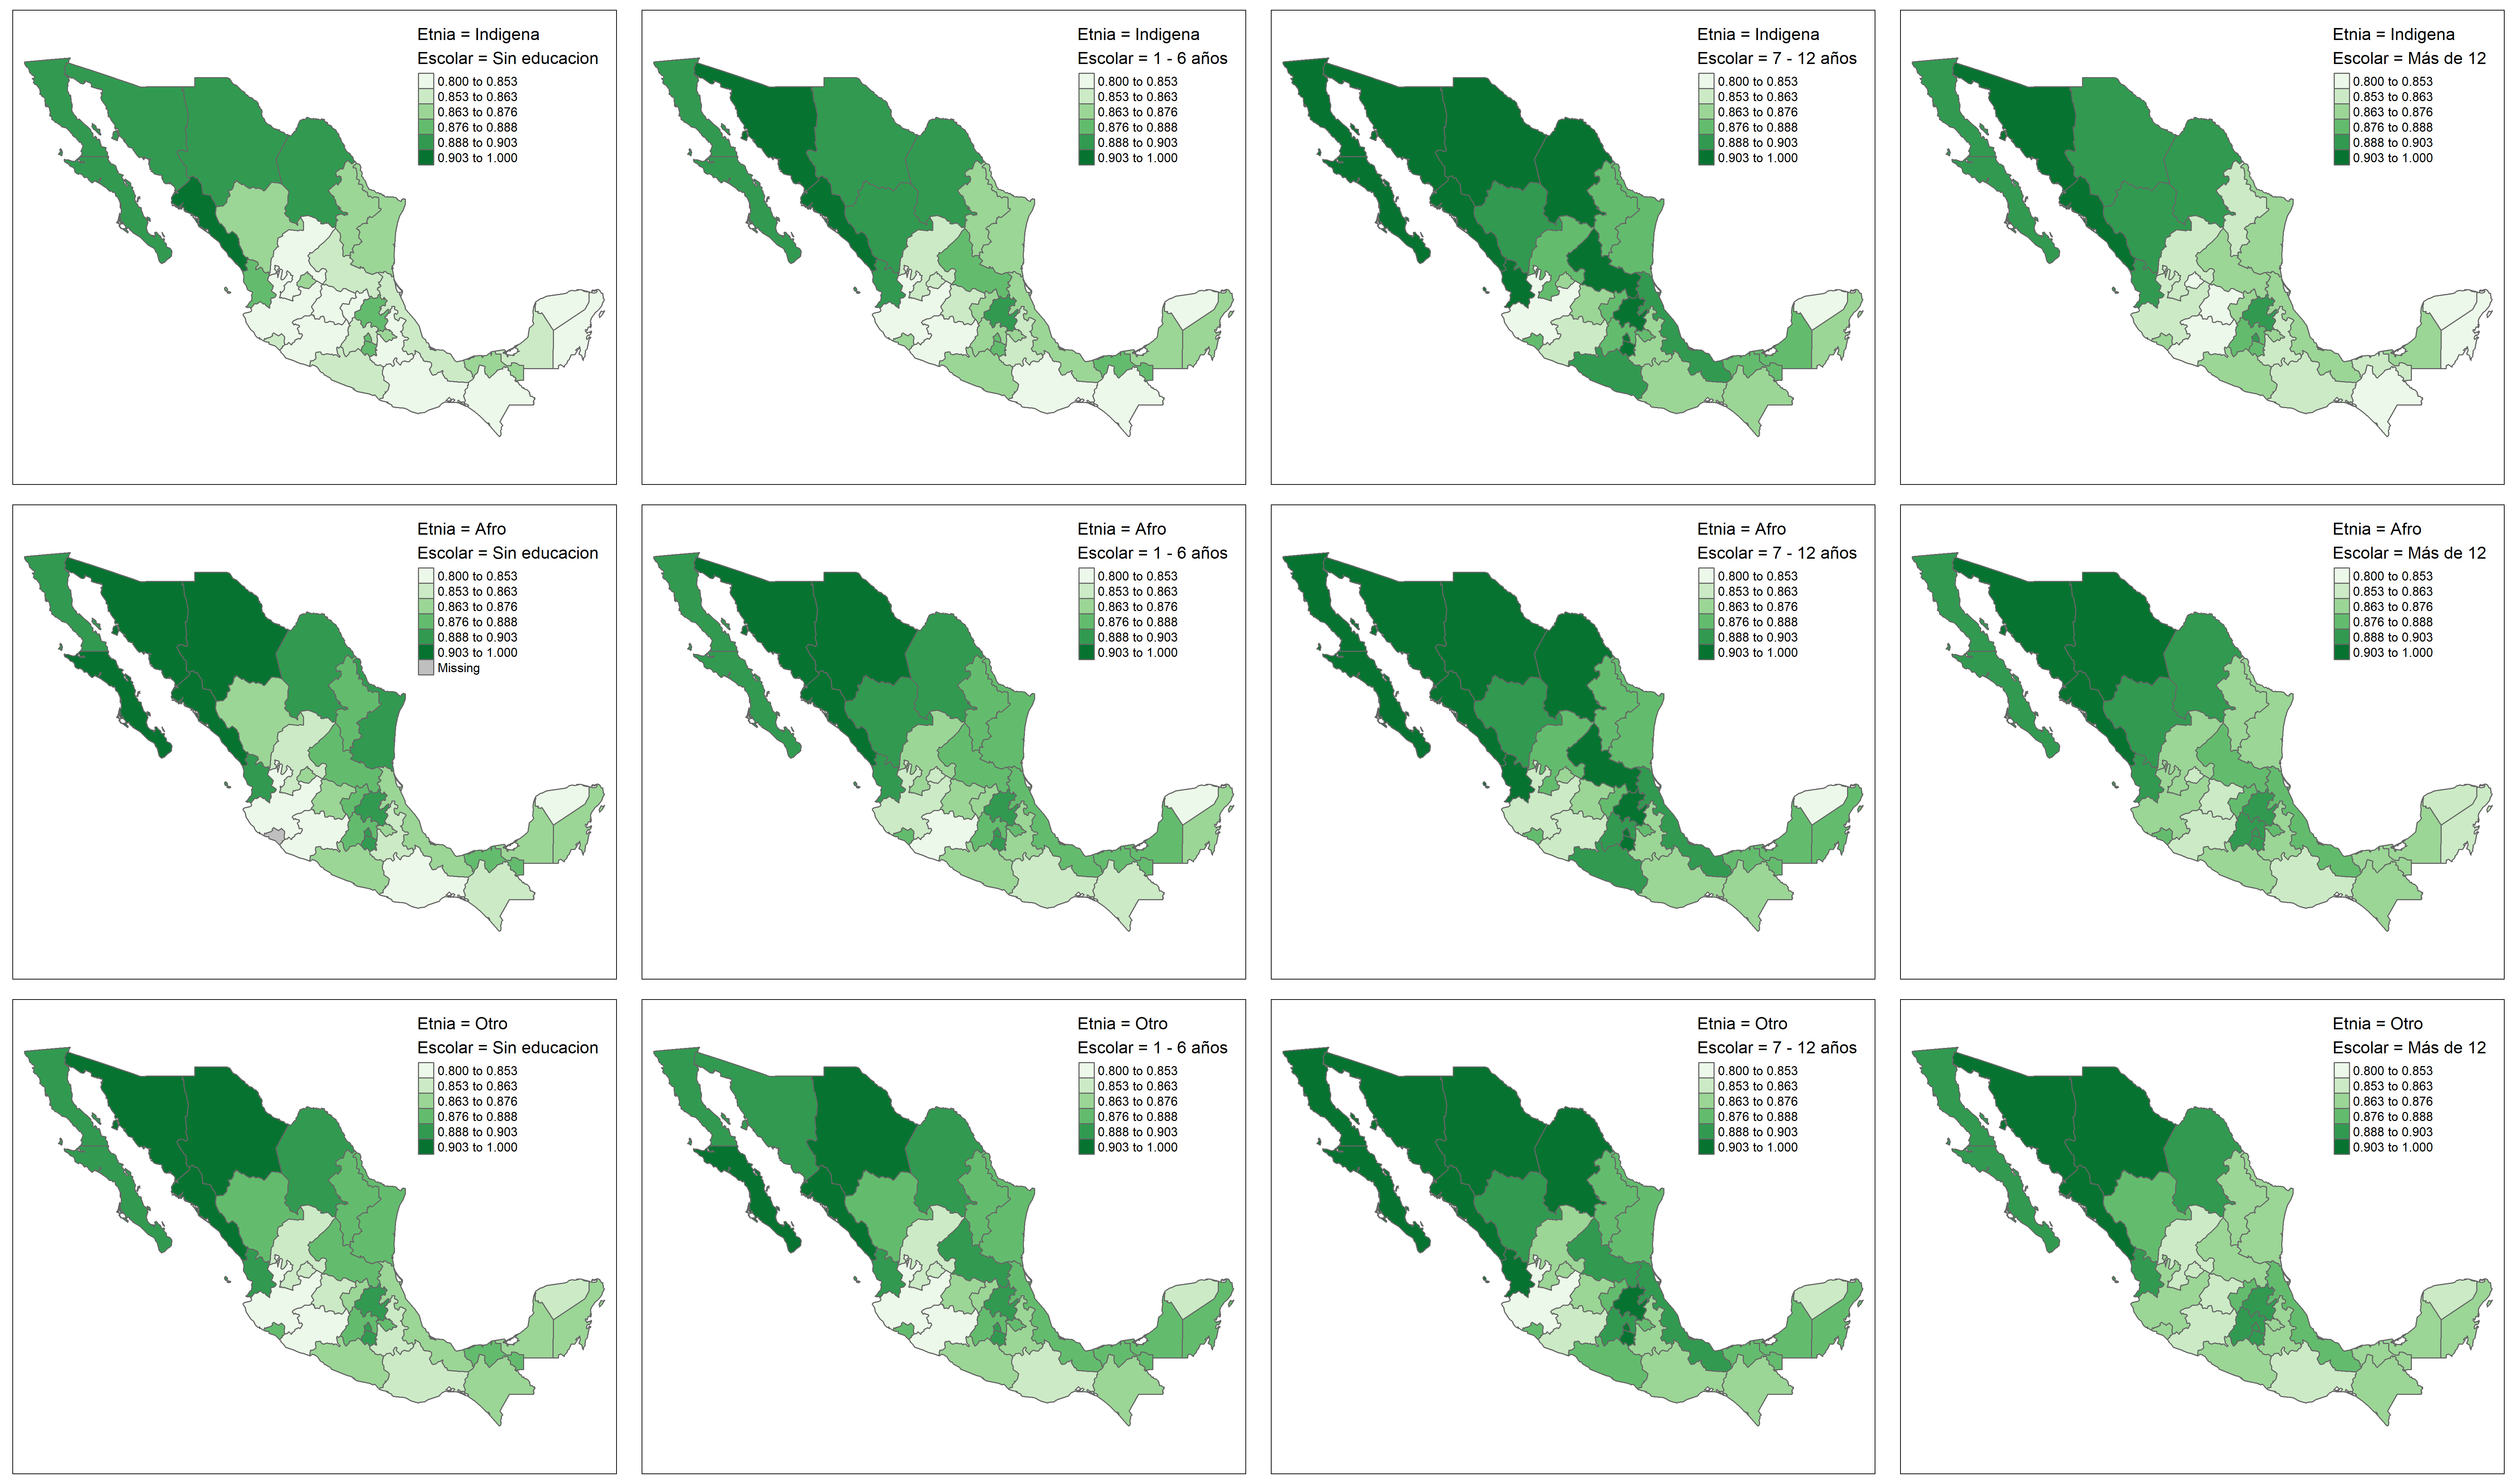 Etnia = Indigena
Escolar = Sin educacion
0.800 to 0.853
0.853 to 0.863
0.863 to 0.876
0.876 to 0.888
0.888 to 0.903
0.903 to 1.000
Etnia = Indigena
Escolar = 1 - 6 años
0.800 to 0.853
0.853 to 0.863
0.863 to 0.876
0.876 to 0.888
0.888 to 0.903
0.903 to 1.000
Etnia = Indigena
Escolar = 7 - 12 años
0.800 to 0.853
0.853 to 0.863
0.863 to 0.876
0.876 to 0.888
0.888 to 0.903
0.903 to 1.000
Etnia = Indigena
Escolar = Más de 12
0.800 to 0.853
0.853 to 0.863
0.863 to 0.876
0.876 to 0.888
0.888 to 0.903
0.903 to 1.000
Etnia = Afro
Escolar = Sin educacion
0.800 to 0.853
0.853 to 0.863
0.863 to 0.876
0.876 to 0.888
0.888 to 0.903
0.903 to 1.000
Missing
Etnia = Afro
Escolar = 1 - 6 años
0.800 to 0.853
0.853 to 0.863
0.863 to 0.876
0.876 to 0.888
0.888 to 0.903
0.903 to 1.000
Etnia = Afro
Escolar = 7 - 12 años
0.800 to 0.853
0.853 to 0.863
0.863 to 0.876
0.876 to 0.888
0.888 to 0.903
0.903 to 1.000
Etnia = Afro
Escolar = Más de 12
0.800 to 0.853
0.853 to 0.863
0.863 to 0.876
0.876 to 0.888
0.888 to 0.903
0.903 to 1.000
Etnia = Otro
Escolar = Sin educacion
0.800 to 0.853
0.853 to 0.863
0.863 to 0.876
0.876 to 0.888
0.888 to 0.903
0.903 to 1.000
Etnia = Otro
Escolar = 1 - 6 años
0.800 to 0.853
0.853 to 0.863
0.863 to 0.876
0.876 to 0.888
0.888 to 0.903
0.903 to 1.000
Etnia = Otro
Escolar = 7 - 12 años
0.800 to 0.853
0.853 to 0.863
0.863 to 0.876
0.876 to 0.888
0.888 to 0.903
0.903 to 1.000
Etnia = Otro
Escolar = Más de 12
0.800 to 0.853
0.853 to 0.863
0.863 to 0.876
0.876 to 0.888
0.888 to 0.903
0.903 to 1.000